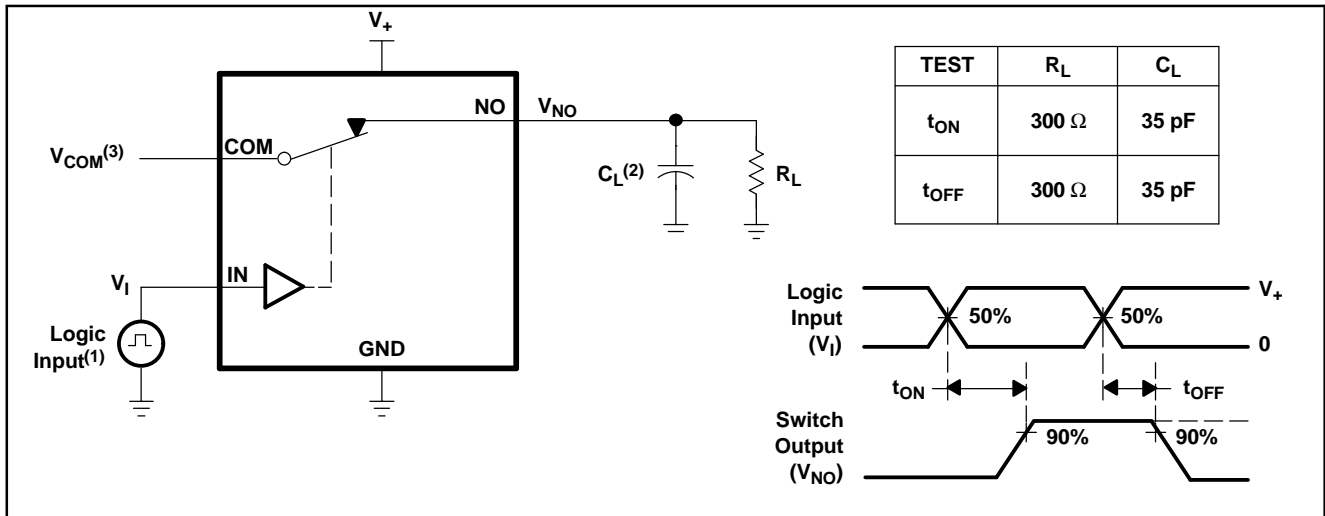 V+
NO
VNO
COM
VCOM(3)
CL(2)
RL
VI
IN
Logic
Input(1)
GND
TEST RL CL
tON 300 Ω 35 pF
tOFF 300 Ω 35 pF
Logic
Input
(VI)
50%
50%
V+
0
tON
tOFF
Switch
Output
(VNO)
90%
90%